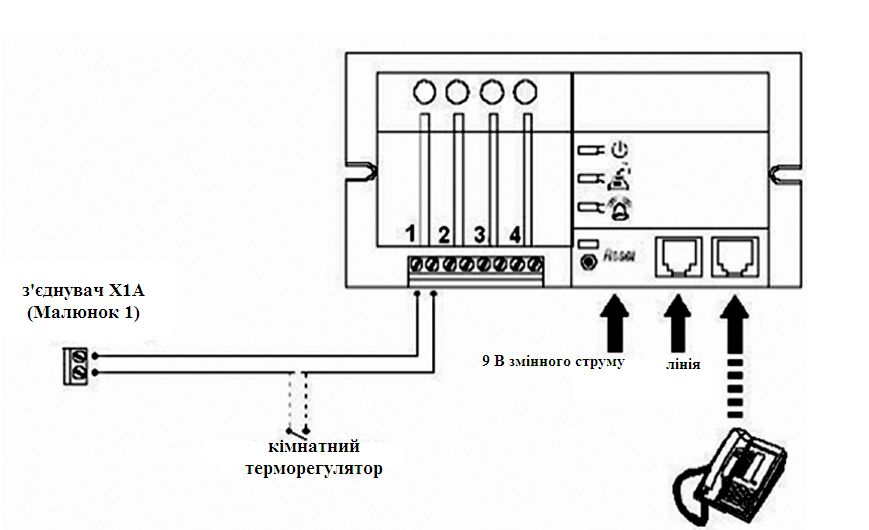 1 2 3 4
Reset
з'єднувач X1A
(Малюнок 1)
9 В змінного струму
лінія
кімнатний
терморегулятор